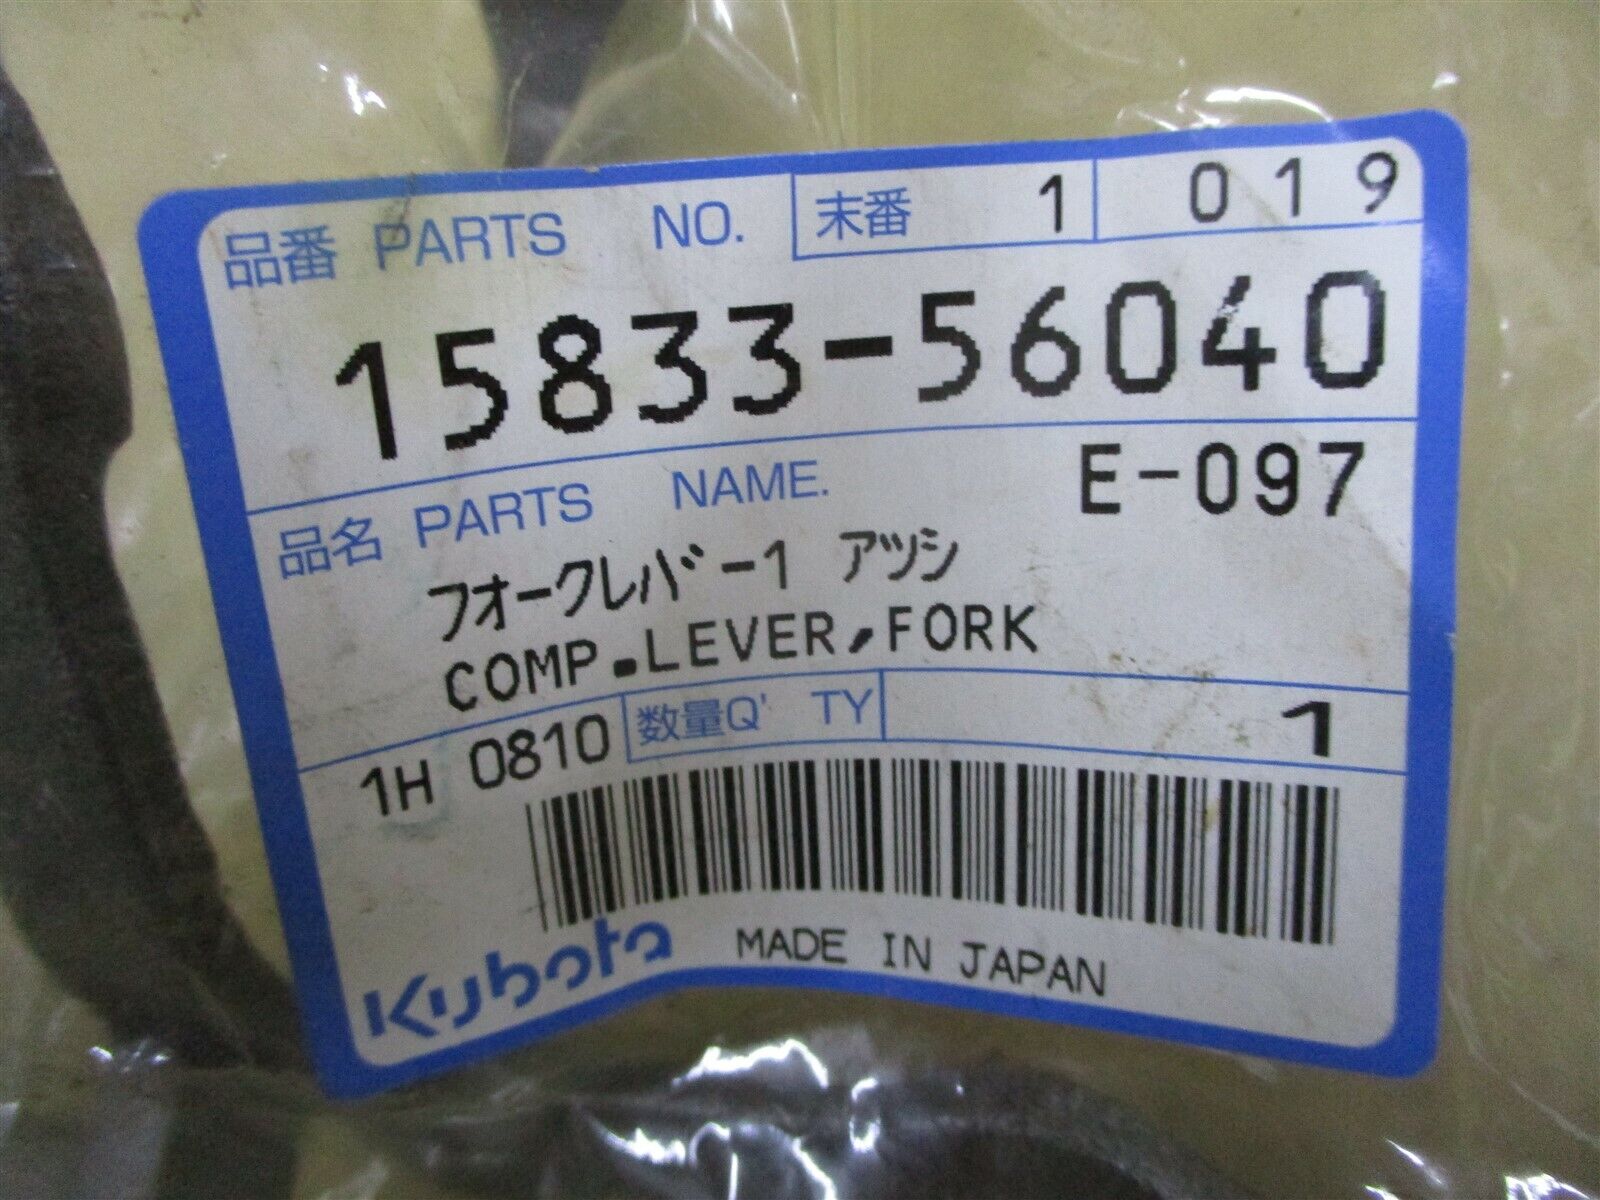 品番 PARTS NO. 末番 1 019
15833-56040
品名 PARTS NAME. E-097
フオークレバー1 アツシ
COMP.LEVER,FORK
1H 0810 数量Q'TY 1
Kubota MADE IN JAPAN